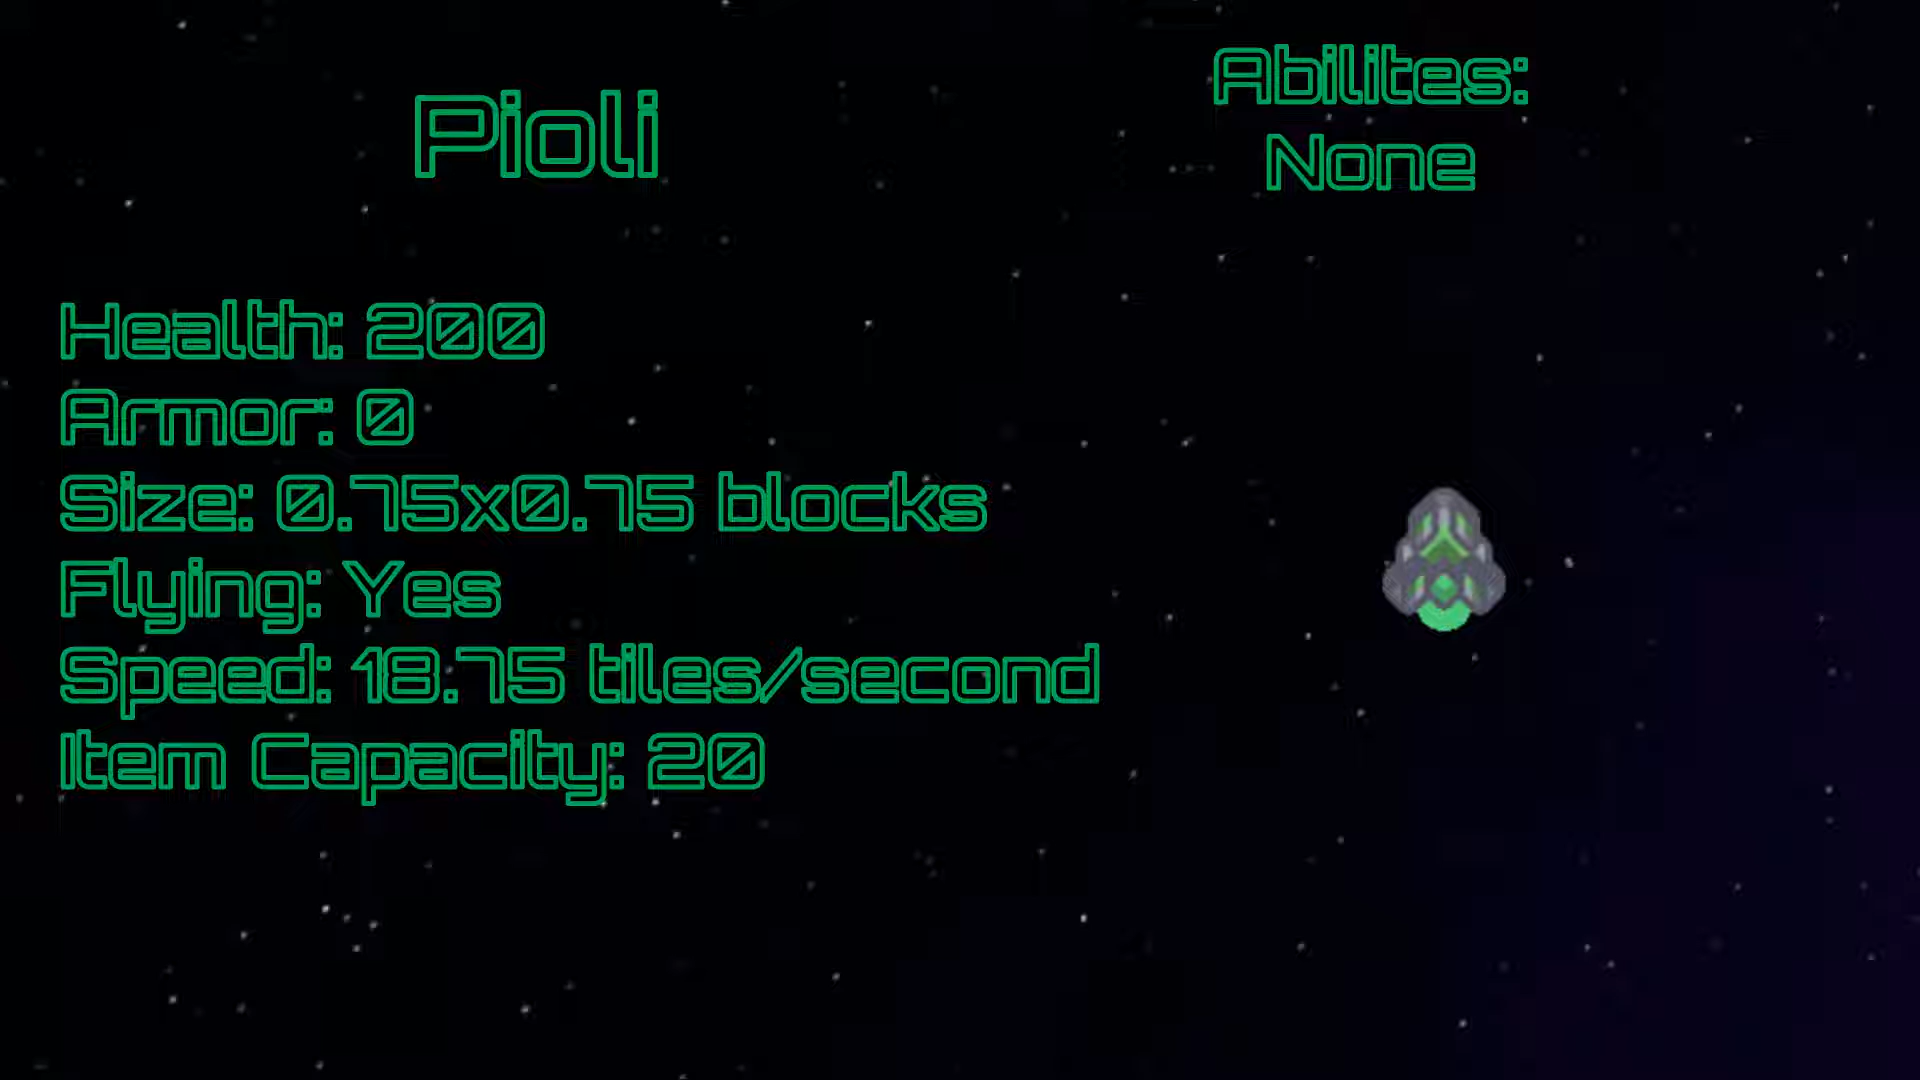 Pioli
Health: 200
Armor: 0
Size: 0.75x0.75 blocks
Flying: Yes
Speed: 18.75 tiles/second
Item Capacity: 20
Abilites:
None